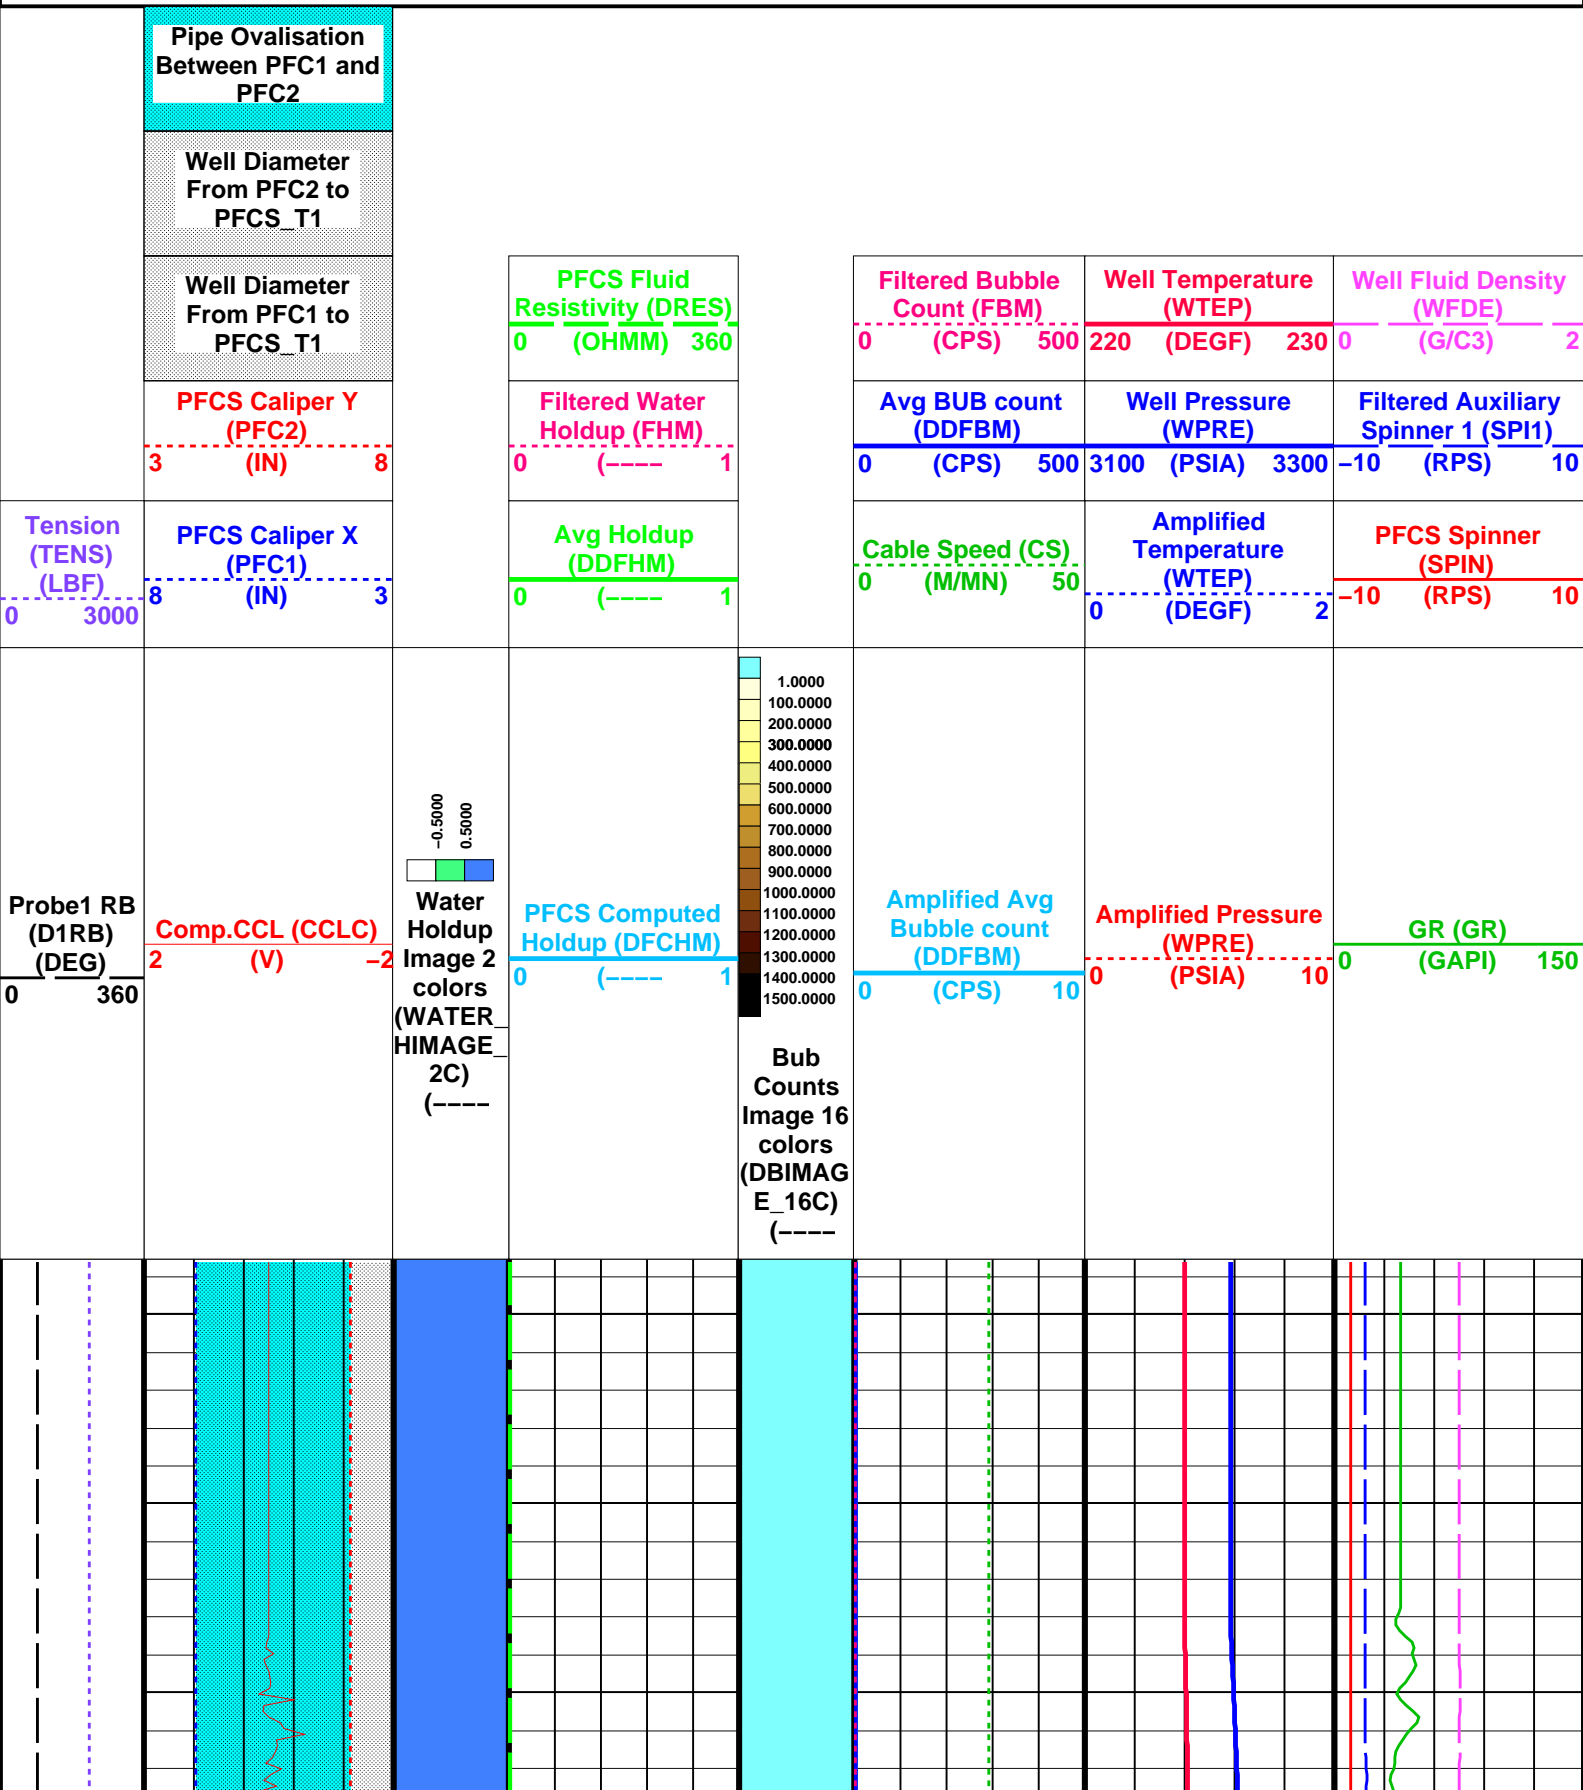 Pipe Ovalisation
Between PFC1 and
PFC2
Well Diameter
From PFC2 to
PFCS_T1
Well Diameter
From PFC1 to
PFCS_T1
PFCS Caliper Y
(PFC2)
3 (IN) 8
Tension
(TENS)
(LBF)
0 3000
PFCS Caliper X
(PFC1)
8 (IN) 3
PFCS Fluid
Resistivity (DRES)
0 (OHMM) 360
Filtered Water
Holdup (FHM)
0 (---- 1
Avg Holdup
(DDFHM)
0 (---- 1
Filtered Bubble
Count (FBM)
0 (CPS) 500
Avg BUB count
(DDFBM)
0 (CPS) 500
Cable Speed (CS)
0 (M/MN) 50
Well Temperature
(WTEP)
220 (DEGF) 230
Well Pressure
(WPRE)
3100 (PSIA) 3300
Amplified
Temperature
(WTEP)
0 (DEGF) 2
Well Fluid Density
(WFDE)
0 (G/C3) 2
Filtered Auxiliary
Spinner 1 (SPI1)
-10 (RPS) 10
PFCS Spinner
(SPIN)
-10 (RPS) 10
Probe1 RB
(D1RB)
(DEG)
0 360
Comp.CCL (CCLC)
2 (V) -2
-0.5000
0.5000
Water
Holdup
Image 2
colors
(WATER_
HIMAGE_
2C)
(----
PFCS Computed
Holdup (DFCHM)
0 (---- 1
1.0000
100.0000
200.0000
300.0000
400.0000
500.0000
600.0000
700.0000
800.0000
900.0000
1000.0000
1100.0000
1200.0000
1300.0000
1400.0000
1500.0000
Bub
Counts
Image 16
colors
(DBIMAG
E_16C)
(----
Amplified Avg
Bubble count
(DDFBM)
0 (CPS) 10
Amplified Pressure
(WPRE)
0 (PSIA) 10
GR (GR)
0 (GAPI) 150